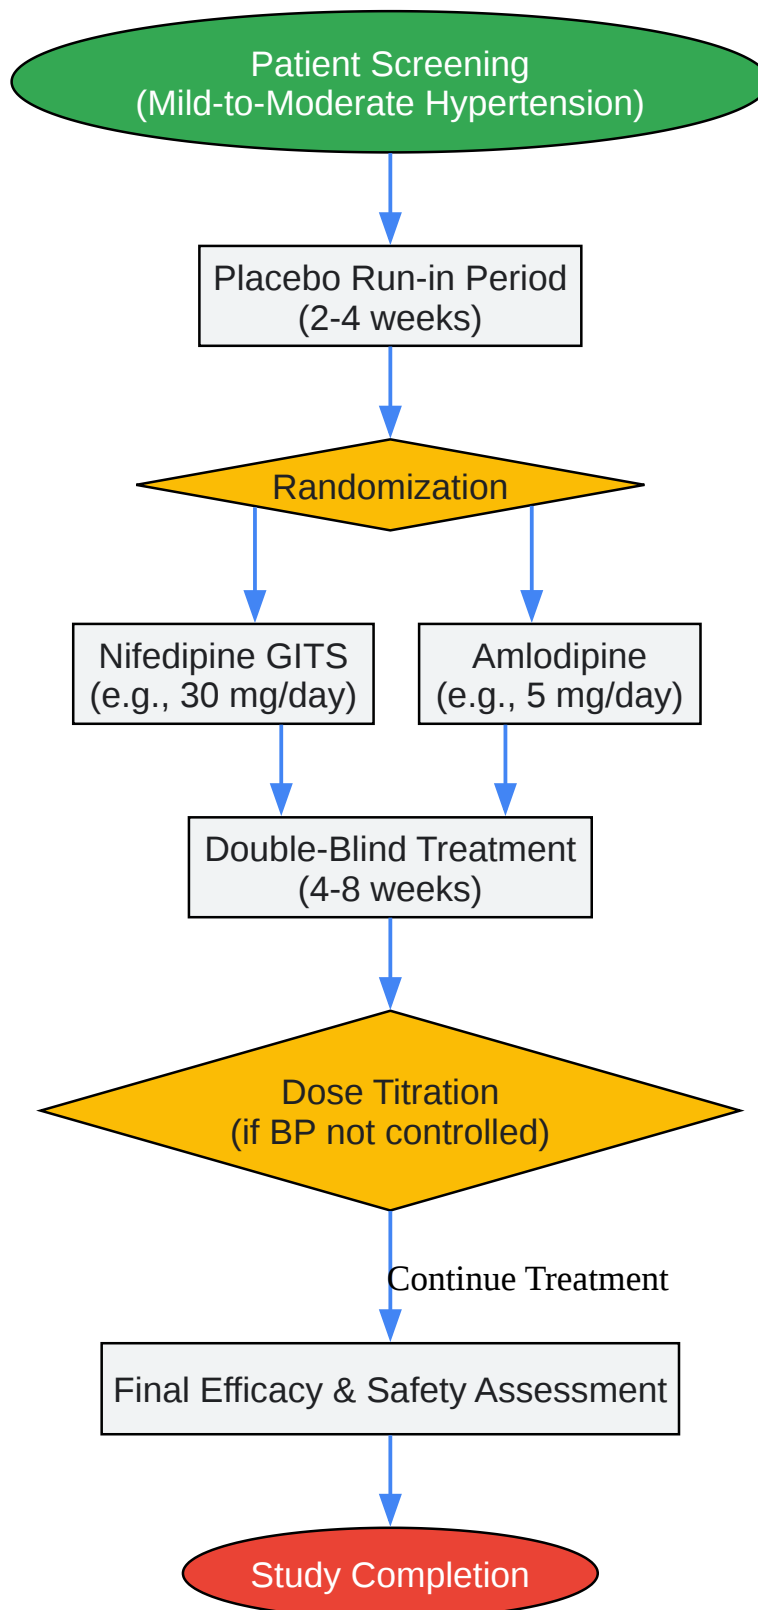 Patient Screening
(Mild-to-Moderate Hypertension)
Placebo Run-in Period
(2-4 weeks)
Randomization
Nifedipine GITS
(e.g., 30 mg/day)
Amlodipine
(e.g., 5 mg/day)
Double-Blind Treatment
(4-8 weeks)
Dose Titration
(if BP not controlled)
Continue Treatment
Final Efficacy & Safety Assessment
Study Completion